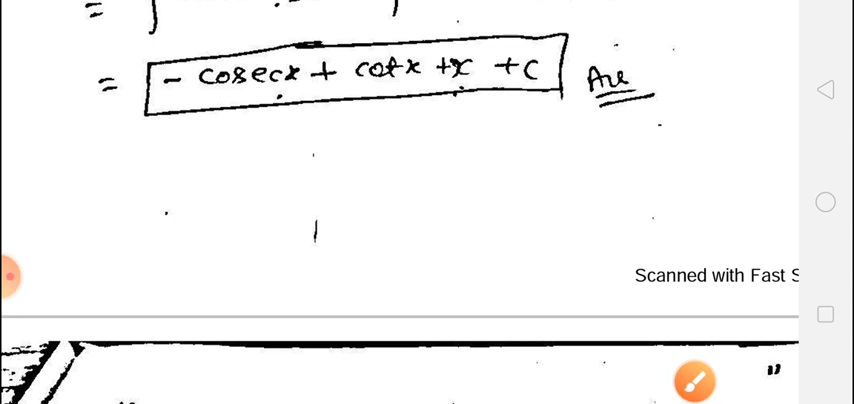 = ∫
= - cosecx + cotx + x + C Ans
Scanned with Fast S